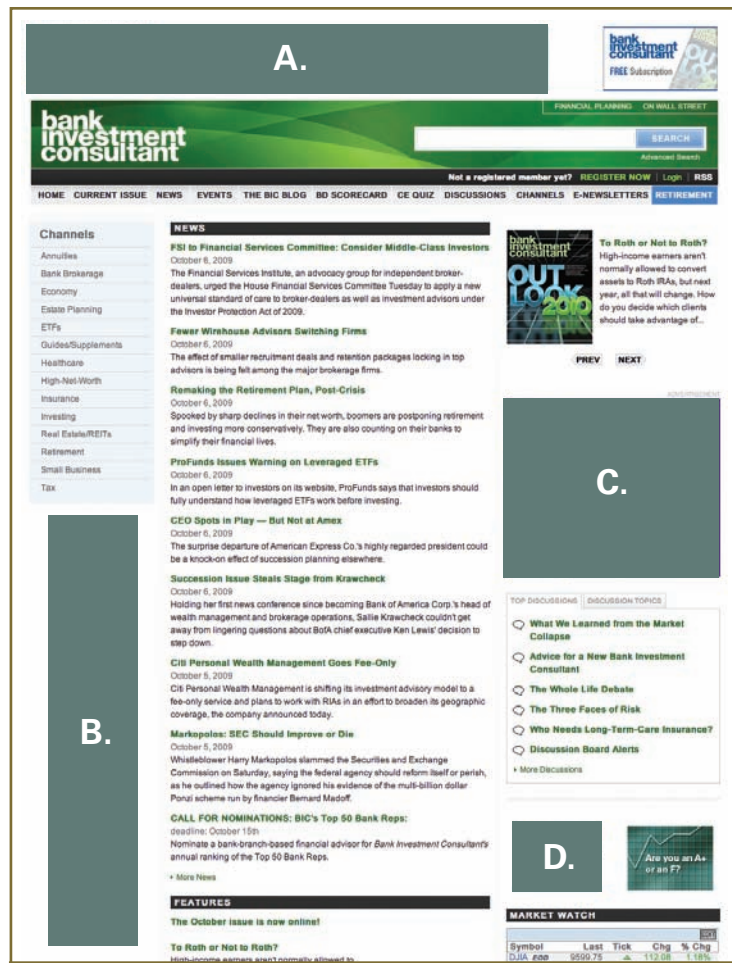 A.
bank
investment
consultant
FREE Subscription
FINANCIAL PLANNING ON WALL STREET
bank
investment
consultant
SEARCH
Advanced Search
Not a registered member yet? REGISTER NOW | Login | RSS
HOME CURRENT ISSUE NEWS EVENTS THE BIC BLOG BD SCORECARD CE QUIZ DISCUSSIONS CHANNELS E-NEWSLETTERS RETIREMENT
Channels
Annuities
Bank Brokerage
Economy
Estate Planning
ETFs
Guides/Supplements
Healthcare
High-Net-Worth
Insurance
Investing
Real Estate/REITs
Retirement
Small Business
Tax
B.
NEWS
FSI to Financial Services Committee: Consider Middle-Class Investors
October 6, 2009
The Financial Services Institute, an advocacy group for independent broker-
dealers, urged the House Financial Services Committee Tuesday to apply a new
universal standard of care to broker-dealers as well as investment advisors under
the Investor Protection Act of 2009.
Fewer Wirehouse Advisors Switching Firms
October 6, 2009
The effect of smaller recruitment deals and retention packages locking in top
advisors is being felt among the major brokerage firms.
Remaking the Retirement Plan, Post-Crisis
October 6, 2009
Spooked by sharp declines in their net worth, boomers are postponing retirement
and investing more conservatively. They are also counting on their banks to
simplify their financial lives.
ProFunds Issues Warning on Leveraged ETFs
October 6, 2009
In an open letter to investors on its website, ProFunds says that investors should
fully understand how leveraged ETFs work before investing.
CEO Spots in Play — But Not at Amex
October 6, 2009
The surprise departure of American Express Co.'s highly regarded president could
be a knock-on effect of succession planning elsewhere.
Succession Issue Steals Stage from Krawcheck
October 6, 2009
Holding her first news conference since becoming Bank of America Corp.'s head of
wealth management and brokerage operations, Sallie Krawcheck couldn't get
away from lingering questions about BofA chief executive Ken Lewis' decision to
step down.
Citi Personal Wealth Management Goes Fee-Only
October 5, 2009
Citi Personal Wealth Management is shifting its investment advisory model to a
fee-only service and plans to work with RIAs in an effort to broaden its geographic
coverage, the company announced today.
Markopolos: SEC Should Improve or Die
October 5, 2009
Whistleblower Harry Markopolos slammed the Securities and Exchange
Commission on Saturday, saying the federal agency should reform itself or perish,
as he outlined how the agency ignored his evidence of the multi-billion dollar
Ponzi scheme run by financier Bernard Madoff.
CALL FOR NOMINATIONS: BIC's Top 50 Bank Reps:
deadline: October 15th
Nominate a bank-branch-based financial advisor for Bank Investment Consultant's
annual ranking of the Top 50 Bank Reps.
More News
FEATURES
The October issue is now online!
To Roth or Not to Roth?
High-income earners aren't normally allowed to
bank
investment
consultant
OUT
LOOK
2010
To Roth or Not to Roth?
High-income earners aren't
normally allowed to convert
assets to Roth IRAs, but next
year, all that will change. How
do you decide which clients
should take advantage of...
PREV NEXT
ADVERTISEMENT
C.
TOP DISCUSSIONS DISCUSSION TOPICS
What We Learned from the Market
Collapse
Advice for a New Bank Investment
Consultant
The Whole Life Debate
The Three Faces of Risk
Who Needs Long-Term-Care Insurance?
Discussion Board Alerts
More Discussions
D.
Are you an A+
or an F?
MARKET WATCH
Symbol Last Tick Chg % Chg
DJIA EOD 9599.75 112.08 1.18%